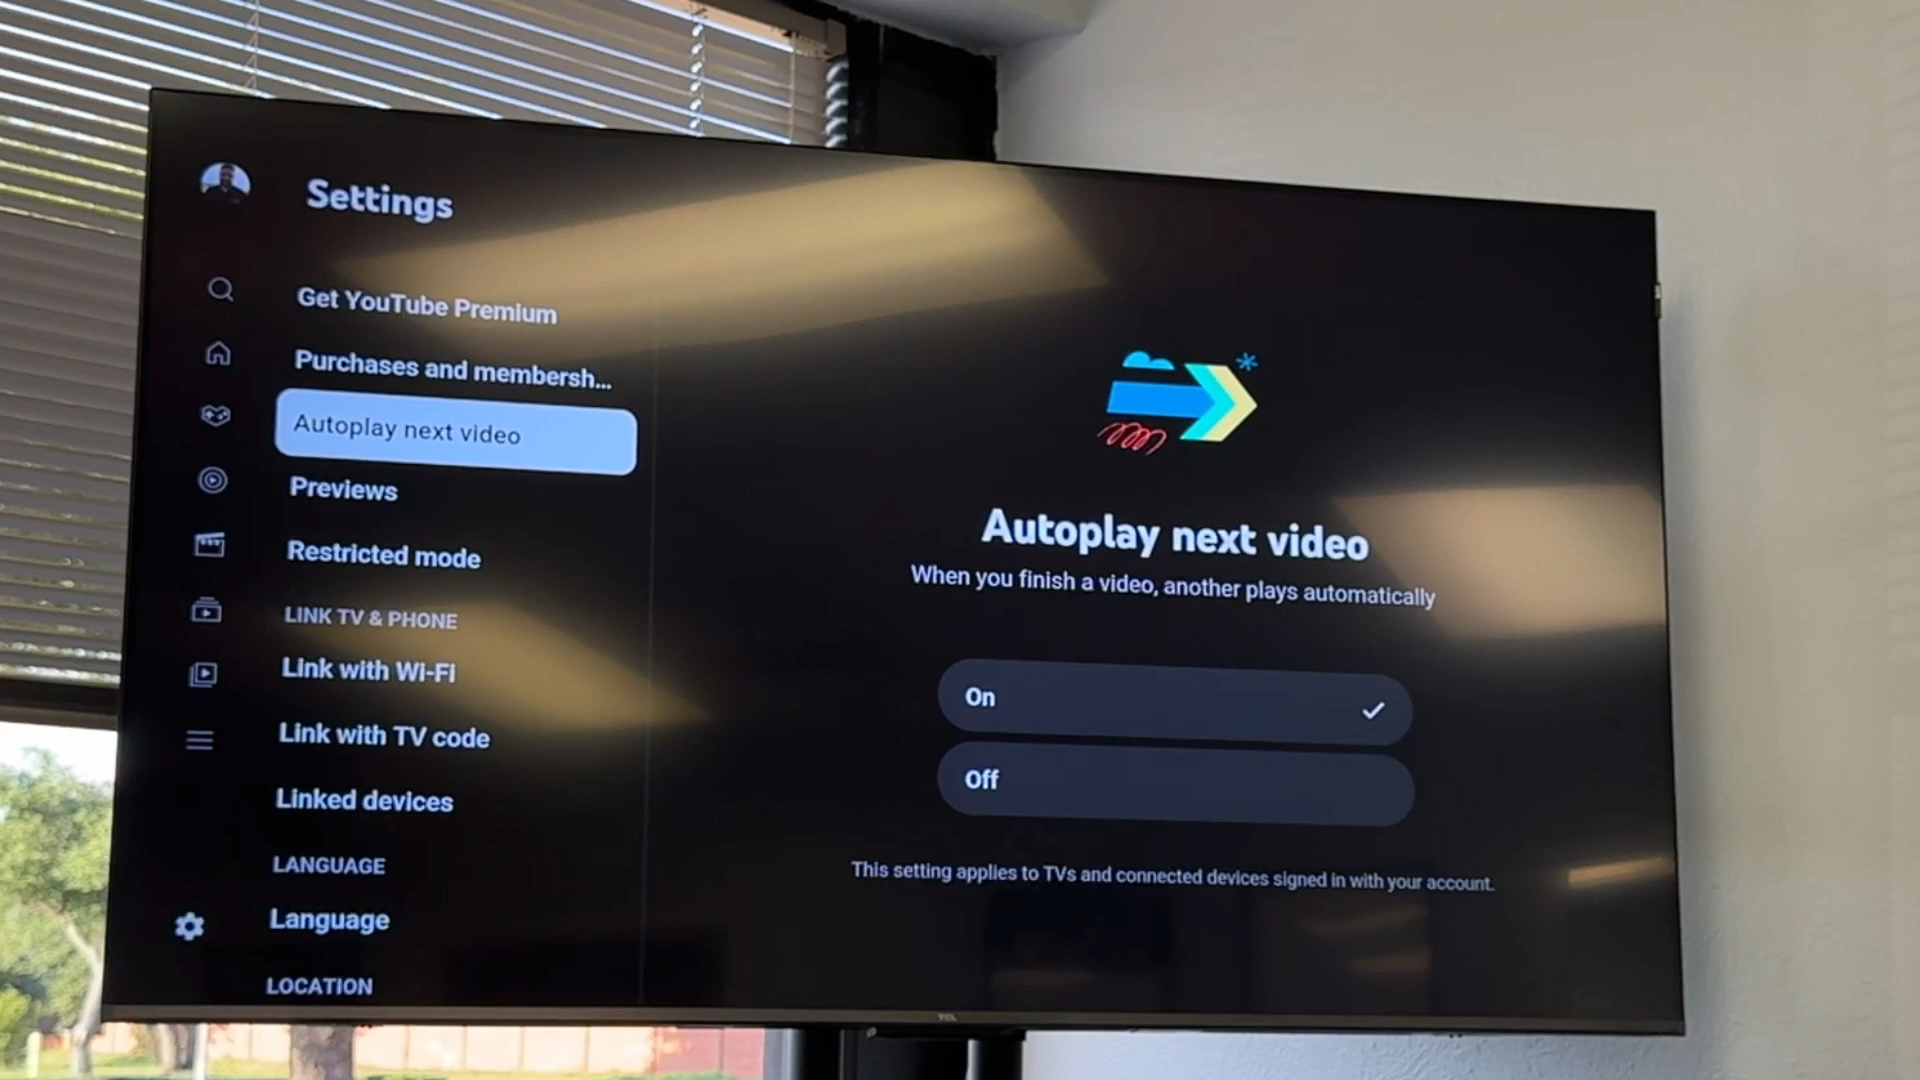 Settings
Get YouTube Premium
Purchases and membersh...
Autoplay next video
Previews
Restricted mode
LINK TV & PHONE
Link with Wi-Fi
Link with TV code
Linked devices
LANGUAGE
Language
LOCATION
Autoplay next video
When you finish a video, another plays automatically
On
Off
This setting applies to TVs and connected devices signed in with your account.
TCL